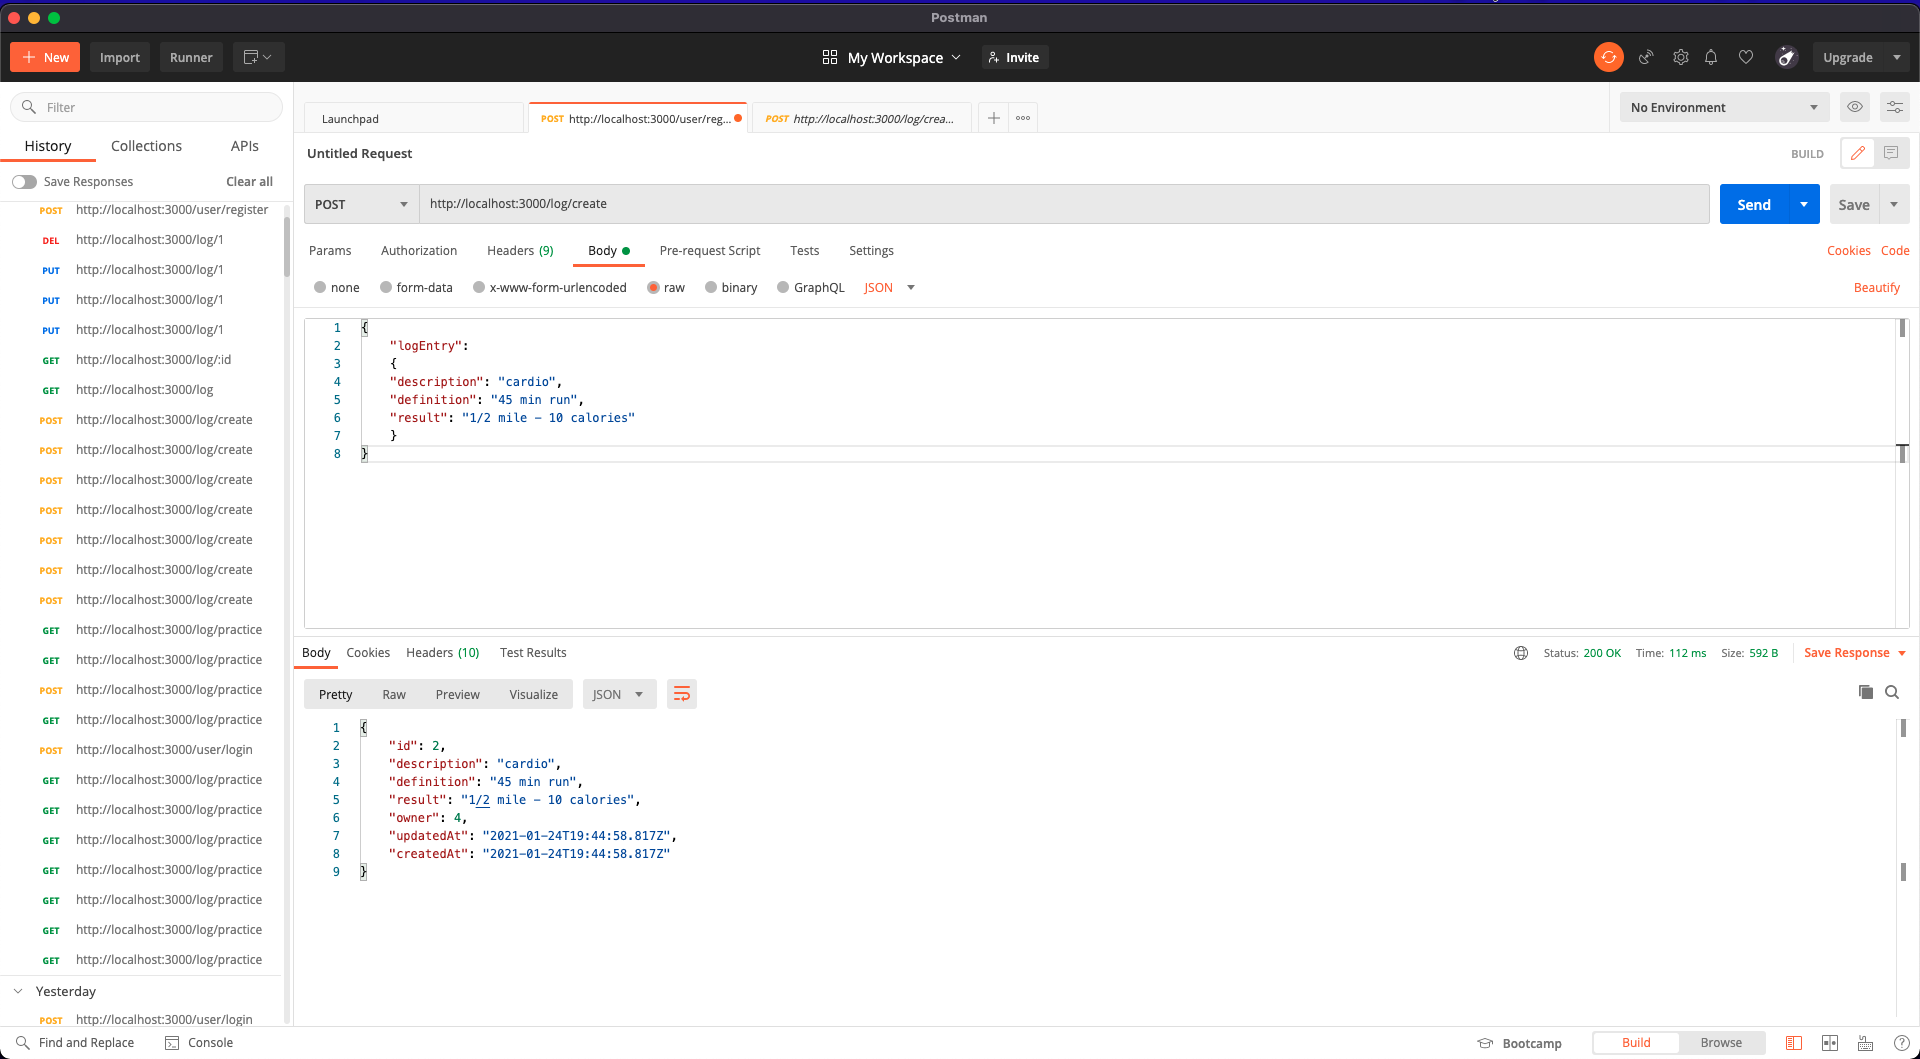 Postman
New
Import
Runner
My Workspace
Invite
Upgrade
Filter
History
Collections
APIs
Save Responses
Clear all
POST http://localhost:3000/user/register
DEL http://localhost:3000/log/1
PUT http://localhost:3000/log/1
PUT http://localhost:3000/log/1
PUT http://localhost:3000/log/1
GET http://localhost:3000/log/:id
GET http://localhost:3000/log
POST http://localhost:3000/log/create
POST http://localhost:3000/log/create
POST http://localhost:3000/log/create
POST http://localhost:3000/log/create
POST http://localhost:3000/log/create
POST http://localhost:3000/log/create
POST http://localhost:3000/log/create
GET http://localhost:3000/log/practice
GET http://localhost:3000/log/practice
POST http://localhost:3000/log/practice
GET http://localhost:3000/log/practice
POST http://localhost:3000/user/login
GET http://localhost:3000/log/practice
GET http://localhost:3000/log/practice
GET http://localhost:3000/log/practice
GET http://localhost:3000/log/practice
GET http://localhost:3000/log/practice
GET http://localhost:3000/log/practice
GET http://localhost:3000/log/practice
Yesterday
POST http://localhost:3000/user/login
Launchpad
POST http://localhost:3000/user/reg...
POST http://localhost:3000/log/crea...
No Environment
Untitled Request
BUILD
POST
http://localhost:3000/log/create
Send
Save
Params
Authorization
Headers (9)
Body
Pre-request Script
Tests
Settings
Cookies
Code
none
form-data
x-www-form-urlencoded
raw
binary
GraphQL
JSON
Beautify
1 {
2 "logEntry":
3 {
4 "description": "cardio",
5 "definition": "45 min run",
6 "result": "1/2 mile - 10 calories"
7 }
8 }
Body
Cookies
Headers (10)
Test Results
Status: 200 OK
Time: 112 ms
Size: 592 B
Save Response
Pretty
Raw
Preview
Visualize
JSON
1 {
2 "id": 2,
3 "description": "cardio",
4 "definition": "45 min run",
5 "result": "1/2 mile - 10 calories",
6 "owner": 4,
7 "updatedAt": "2021-01-24T19:44:58.817Z",
8 "createdAt": "2021-01-24T19:44:58.817Z"
9 }
Find and Replace
Console
Bootcamp
Build
Browse